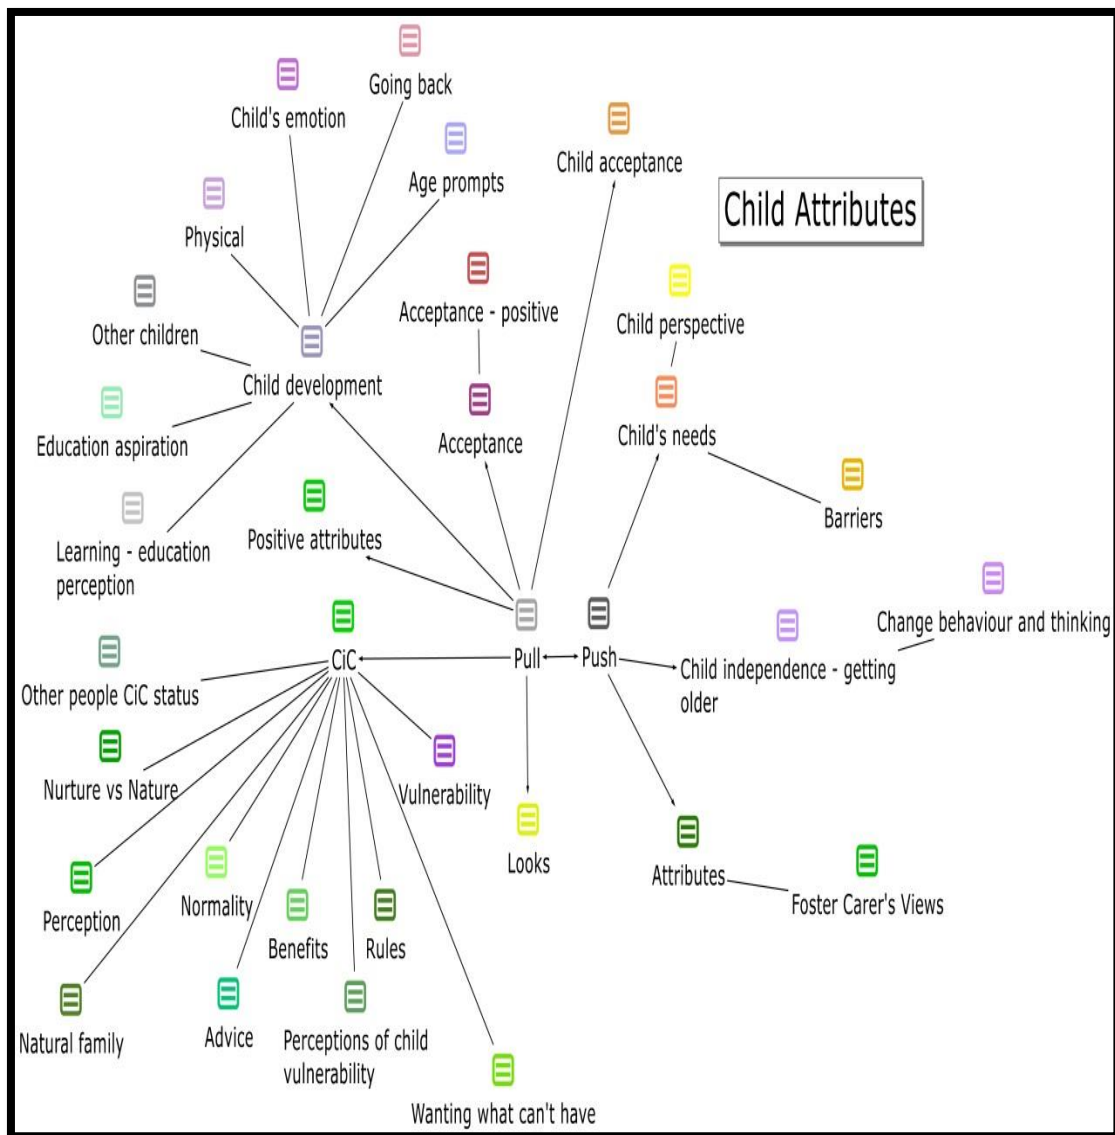 Going back
Child's emotion
Age prompts
Child acceptance
Child Attributes
Physical
Other children
Acceptance - positive
Child perspective
Child development
Education aspiration
Acceptance
Child's needs
Barriers
Positive attributes
Learning - education
perception
Change behaviour and thinking
CiC
Pull
Push
Child independence - getting
older
Other people CiC status
Nurture vs Nature
Vulnerability
Looks
Attributes
Foster Carer's Views
Perception
Normality
Benefits
Rules
Natural family
Advice
Perceptions of child
vulnerability
Wanting what can't have